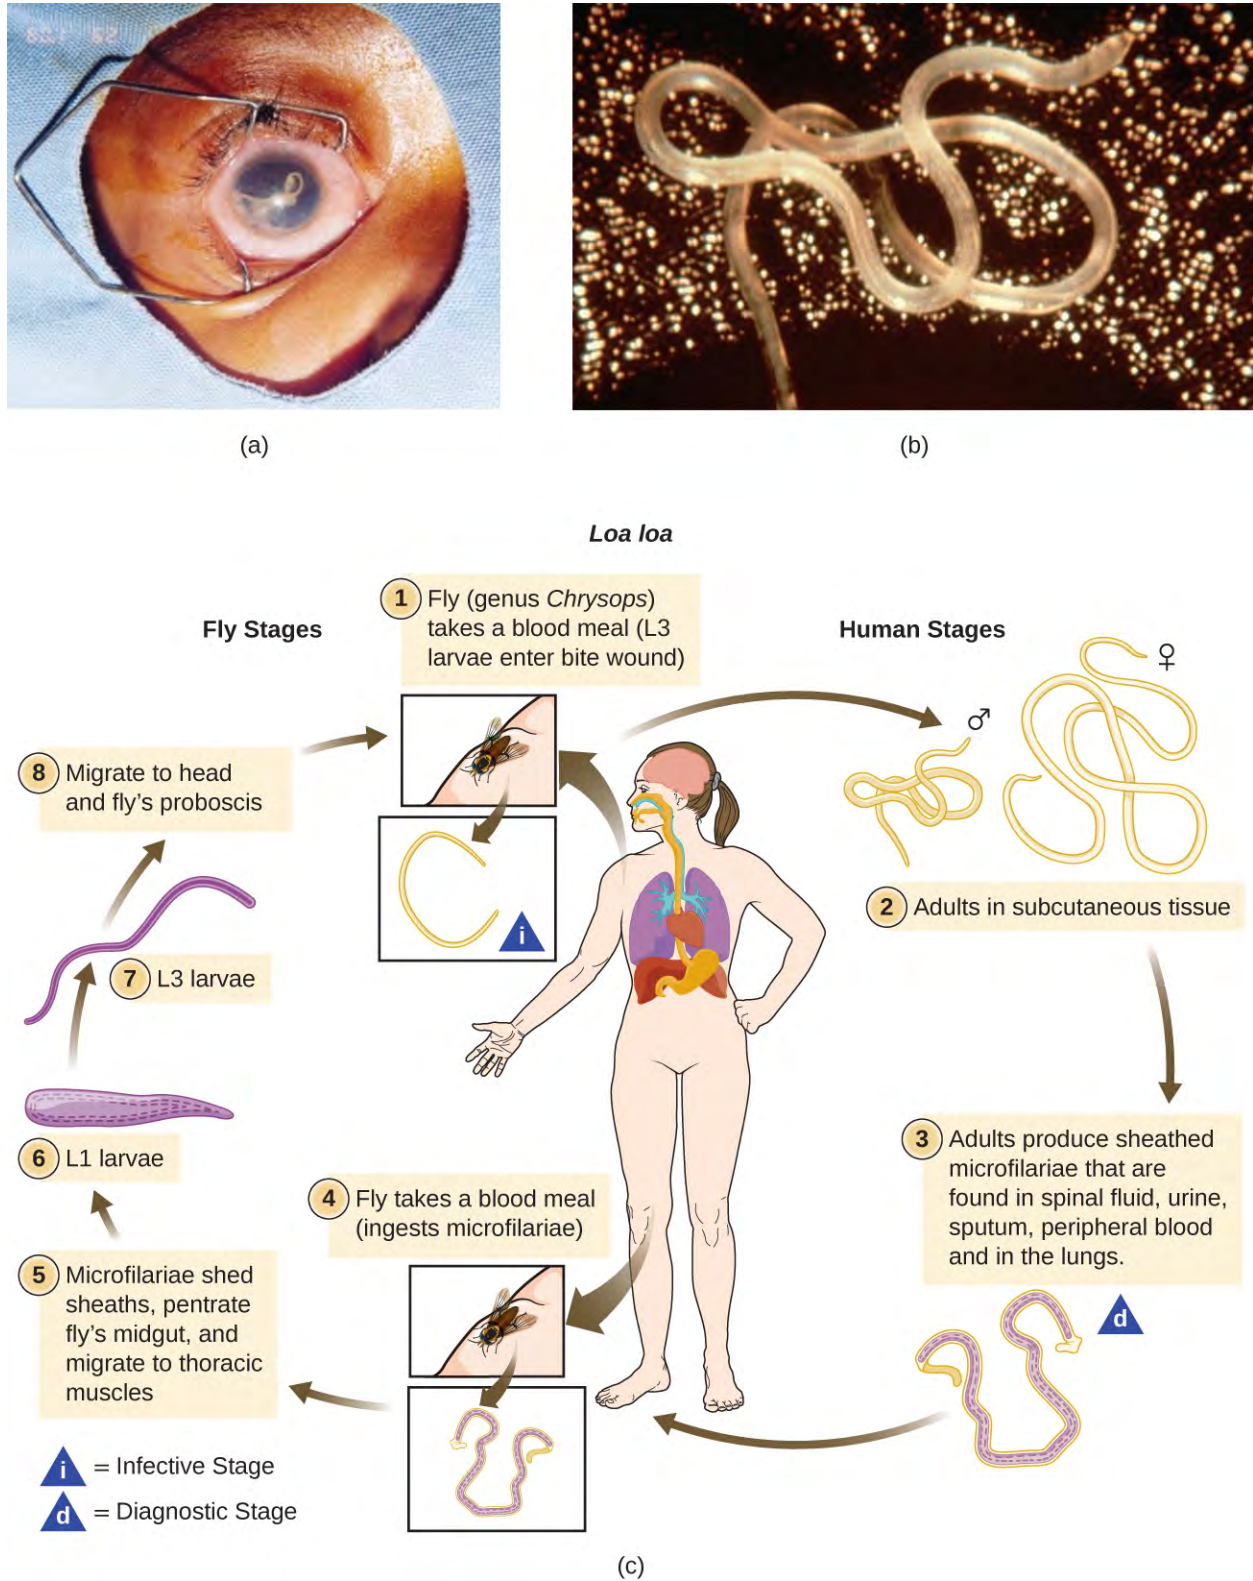 (a)
(b)
Loa loa
Fly Stages
Human Stages
1 Fly (genus Chrysops)
takes a blood meal (L3
larvae enter bite wound)
♂
♀
2 Adults in subcutaneous tissue
3 Adults produce sheathed
microfilariae that are
found in spinal fluid, urine,
sputum, peripheral blood
and in the lungs.
d
4 Fly takes a blood meal
(ingests microfilariae)
5 Microfilariae shed
sheaths, pentrate
fly's midgut, and
migrate to thoracic
muscles
6 L1 larvae
7 L3 larvae
8 Migrate to head
and fly's proboscis
i
i = Infective Stage
d = Diagnostic Stage
(c)